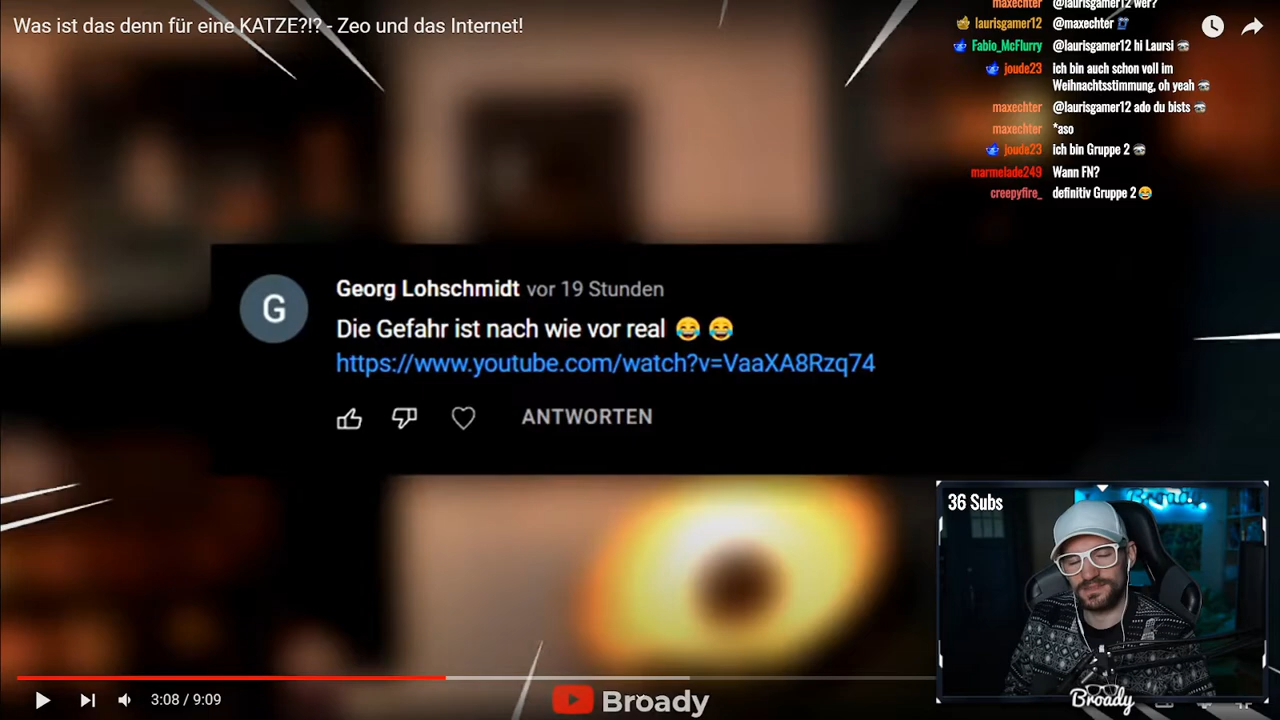 Was ist das denn für eine KATZE?!? - Zeo und das Internet!
maxechter @laurisgamer12 wer?
laurisgamer12 @maxechter
Fabio_McFlurry @laurisgamer12 hi Laursi
joude23 ich bin auch schon voll im
Weihnachtsstimmung, oh yeah
maxechter @laurisgamer12 ado du bists
maxechter *aso
joude23 ich bin Gruppe 2
marmelade249 Wann FN?
creepyfire_ definitiv Gruppe 2 😂
G
Georg Lohschmidt vor 19 Stunden
Die Gefahr ist nach wie vor real 😂 😂
https://www.youtube.com/watch?v=VaaXA8Rzq74
ANTWORTEN
36 Subs
Broady
3:08 / 9:09
Broady
Broady